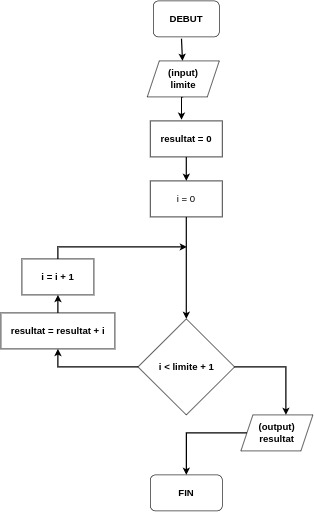 DEBUT
(input)
limite
resultat = 0
i = 0
i = i + 1
resultat = resultat + i
i < limite + 1
(output)
resultat
FIN